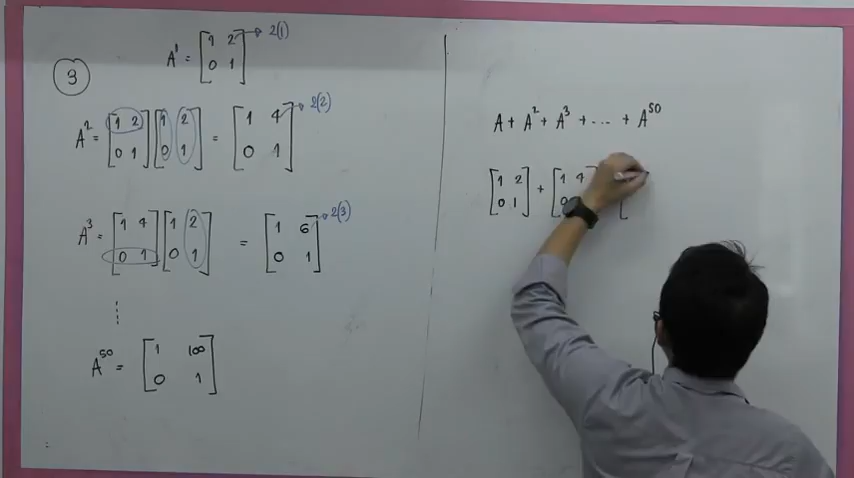 3
A¹ = [1 2 → 2(1)
0 1]
A² = [1 2 [1 2 = [1 4 → 2(2)
0 1] 0 1] 0 1]
A³ = [1 4 [1 2 = [1 6 → 2(3)
0 1] 0 1] 0 1]
⋮
A⁵⁰ = [1 100
0 1]
A + A² + A³ + ... + A⁵⁰
[1 2 + [1 4
0 1] 0